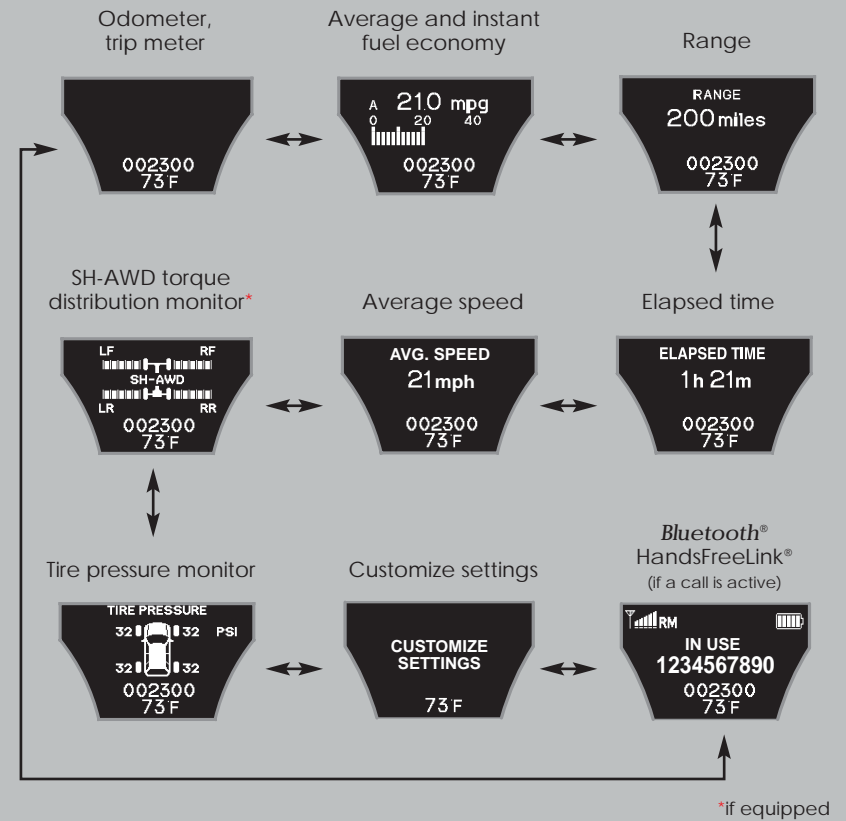 Odometer,
trip meter
002300
73°F
Average and instant
fuel economy
A 21.0 mpg
0 20 40
002300
73°F
Range
RANGE
200 miles
002300
73°F
SH-AWD torque
distribution monitor*
LF RF
SH-AWD
LR RR
002300
73°F
Average speed
AVG. SPEED
21 mph
002300
73°F
Elapsed time
ELAPSED TIME
1h 21m
002300
73°F
Tire pressure monitor
TIRE PRESSURE
32 32 PSI
32 32
002300
73°F
Customize settings
CUSTOMIZE
SETTINGS
73°F
Bluetooth®
HandsFreeLink®
(if a call is active)
RM
IN USE
1234567890
002300
73°F
*if equipped